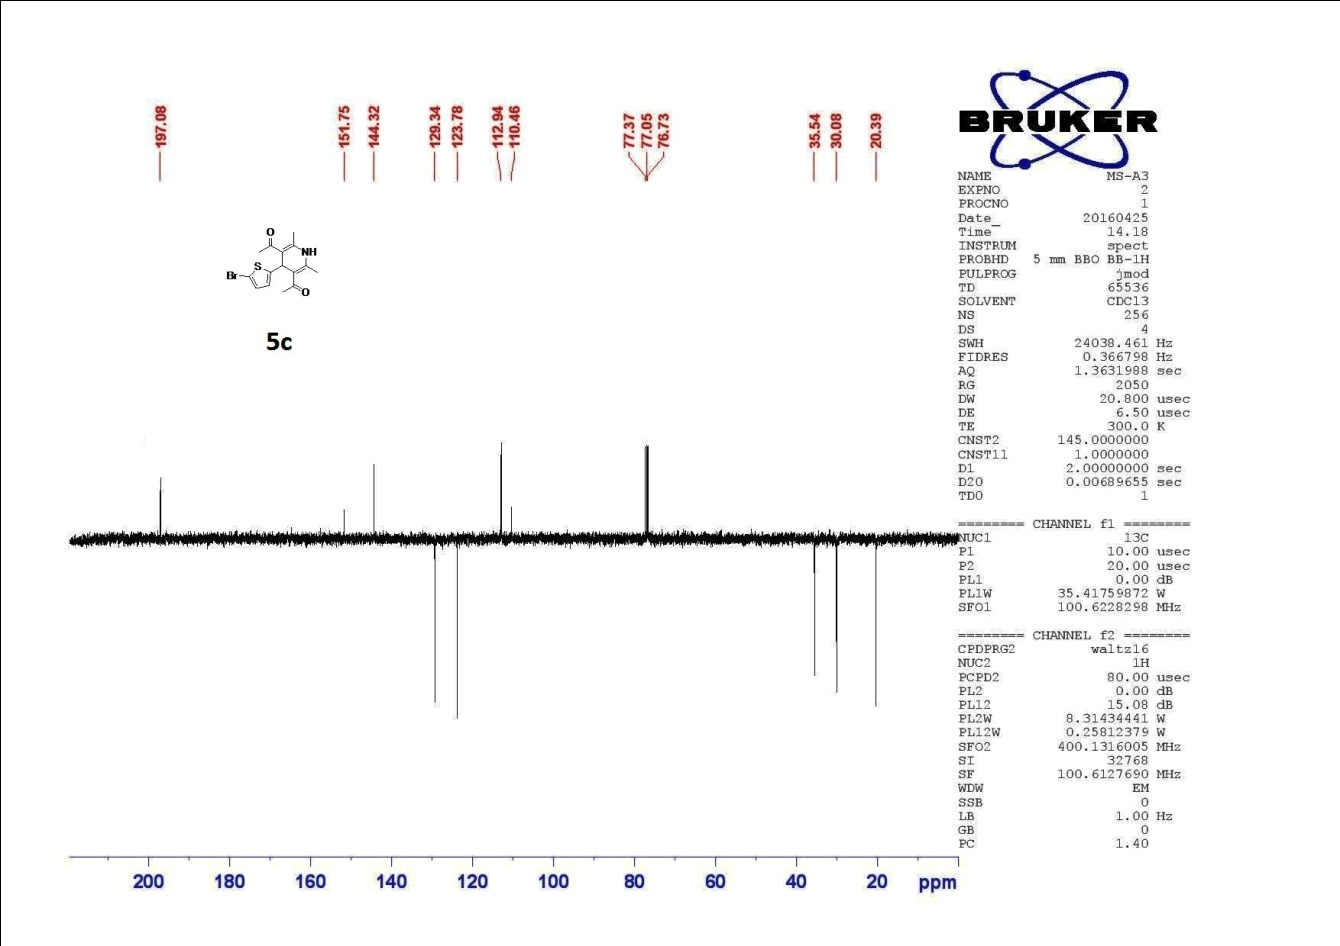 197.08
151.75
144.32
129.34
123.78
112.94
110.46
77.37
77.05
76.73
35.54
30.08
20.39
BRUKER
O
NH
S
Br
O
5c
NAME MS-A3
EXPNO 2
PROCNO 1
Date_ 20160425
Time 14.18
INSTRUM spect
PROBHD 5 mm BBO BB-1H
PULPROG jmod
TD 65536
SOLVENT CDCl3
NS 256
DS 4
SWH 24038.461 Hz
FIDRES 0.366798 Hz
AQ 1.3631988 sec
RG 2050
DW 20.800 usec
DE 6.50 usec
TE 300.0 K
CNST2 145.0000000
CNST11 1.0000000
D1 2.00000000 sec
D20 0.00689655 sec
TD0 1
======== CHANNEL f1 ========
NUC1 13C
P1 10.00 usec
P2 20.00 usec
PL1 0.00 dB
PL1W 35.41759872 W
SFO1 100.6228298 MHz
======== CHANNEL f2 ========
CPDPRG2 waltz16
NUC2 1H
PCPD2 80.00 usec
PL2 0.00 dB
PL12 15.08 dB
PL2W 8.31434441 W
PL12W 0.25812379 W
SFO2 400.1316005 MHz
SI 32768
SF 100.6127690 MHz
WDW EM
SSB 0
LB 1.00 Hz
GB 0
PC 1.40
200 180 160 140 120 100 80 60 40 20 ppm